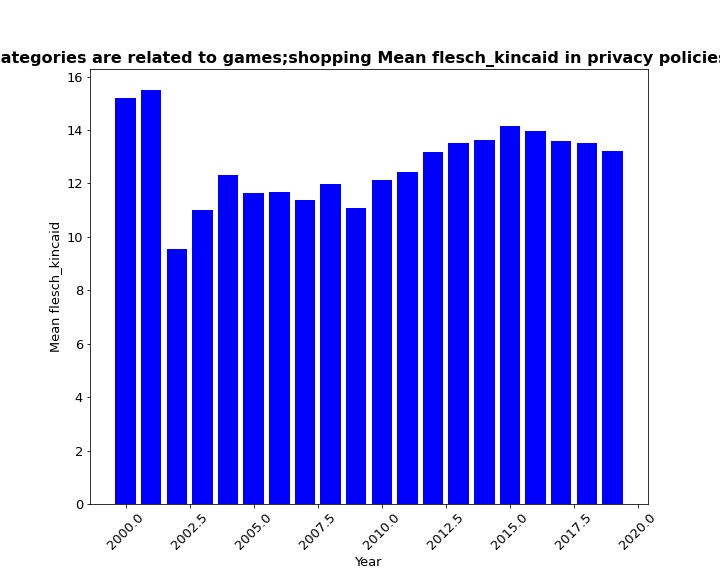 ategories are related to games;shopping Mean flesch_kincaid in privacy policies
16
14
12
10
8
6
4
2
0
Mean flesch_kincaid
2000.0 2002.5 2005.0 2007.5 2010.0 2012.5 2015.0 2017.5 2020.0
Year